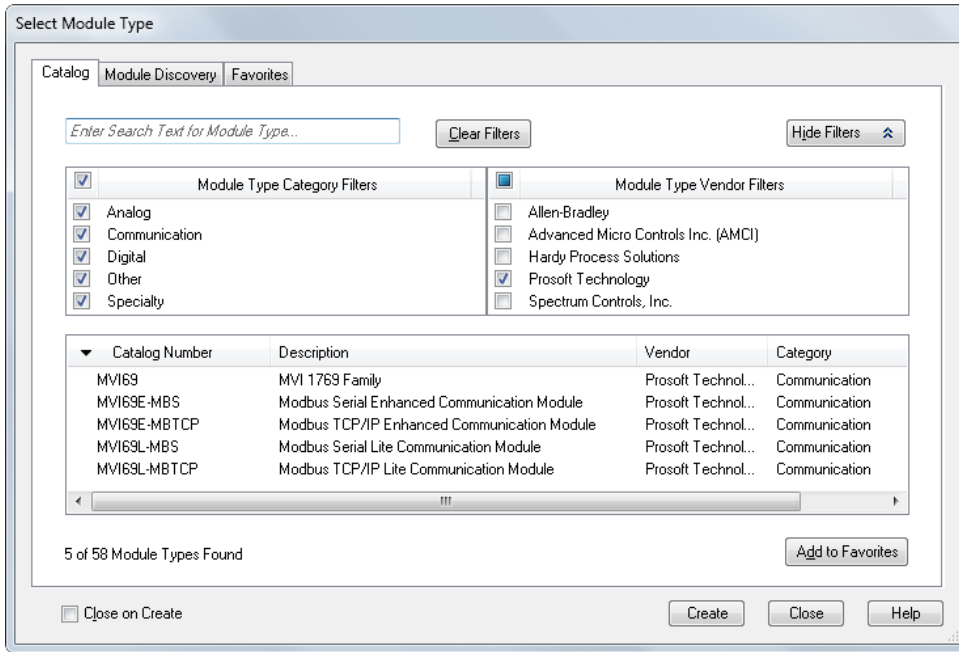 Select Module Type
Catalog Module Discovery Favorites
Enter Search Text for Module Type... Clear Filters Hide Filters
Module Type Category Filters Module Type Vendor Filters
Analog Allen-Bradley
Communication Advanced Micro Controls Inc. (AMCI)
Digital Hardy Process Solutions
Other Prosoft Technology
Specialty Spectrum Controls, Inc.
Catalog Number Description Vendor Category
MVI69 MVI 1769 Family Prosoft Technol... Communication
MVI69E-MBS Modbus Serial Enhanced Communication Module Prosoft Technol... Communication
MVI69E-MBTCP Modbus TCP/IP Enhanced Communication Module Prosoft Technol... Communication
MVI69L-MBS Modbus Serial Lite Communication Module Prosoft Technol... Communication
MVI69L-MBTCP Modbus TCP/IP Lite Communication Module Prosoft Technol... Communication
5 of 58 Module Types Found Add to Favorites
Close on Create Create Close Help